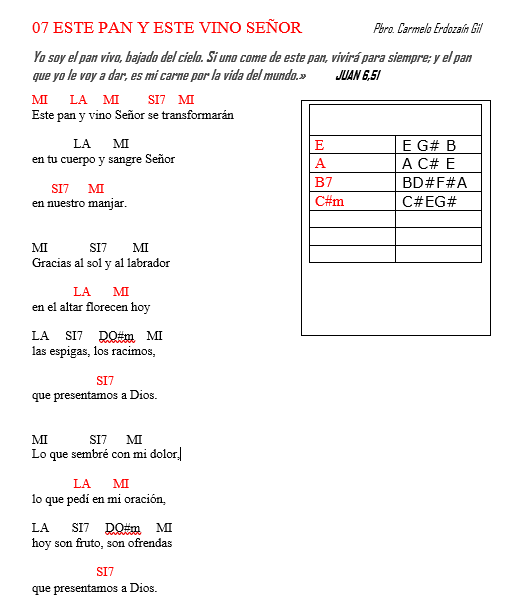 07 ESTE PAN Y ESTE VINO SEÑOR Pbro. Carmelo Erdozaín Gil
Yo soy el pan vivo, bajado del cielo. Si uno come de este pan, vivirá para siempre; y el pan
que yo le voy a dar, es mi carne por la vida del mundo.» JUAN 6,51
MI LA MI SI7 MI
Este pan y vino Señor se transformarán
LA MI
en tu cuerpo y sangre Señor
SI7 MI
en nuestro manjar.
MI SI7 MI
Gracias al sol y al labrador
LA MI
en el altar florecen hoy
LA SI7 DO#m MI
las espigas, los racimos,
SI7
que presentamos a Dios.
MI SI7 MI
Lo que sembré con mi dolor,
LA MI
lo que pedí en mi oración,
LA SI7 DO#m MI
hoy son fruto, son ofrendas
SI7
que presentamos a Dios.
E E G# B
A A C# E
B7 BD#F#A
C#m C#EG#